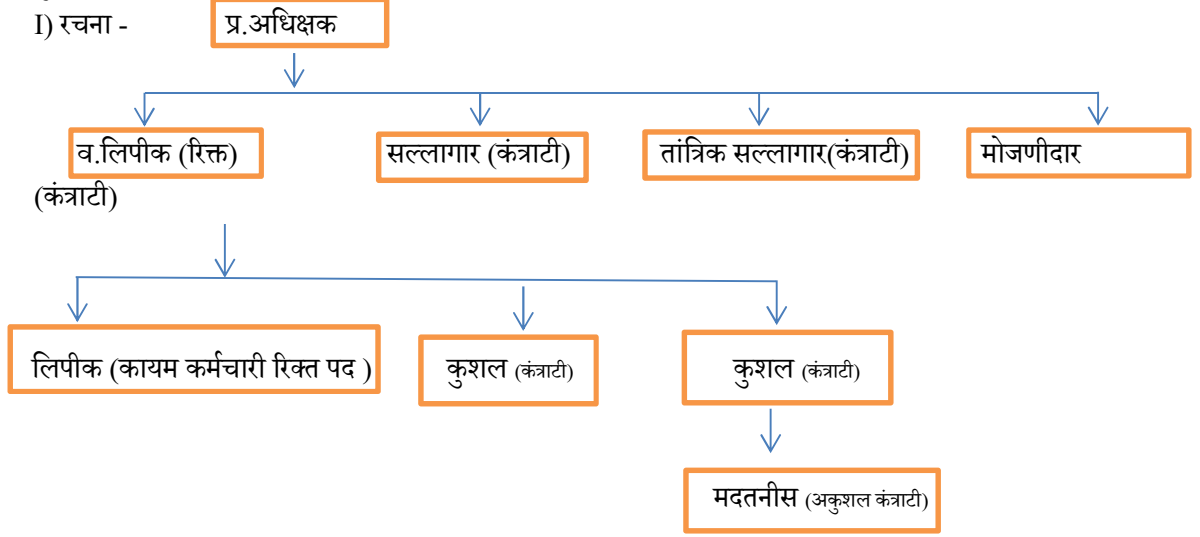 I) रचना - प्र.अधिक्षक
व.लिपीक (रिक्त) सल्लागार (कंत्राटी) तांत्रिक सल्लागार(कंत्राटी) मोजणीदार
(कंत्राटी)
लिपीक (कायम कर्मचारी रिक्त पद ) कुशल (कंत्राटी) कुशल (कंत्राटी)
मदतनीस (अकुशल कंत्राटी)